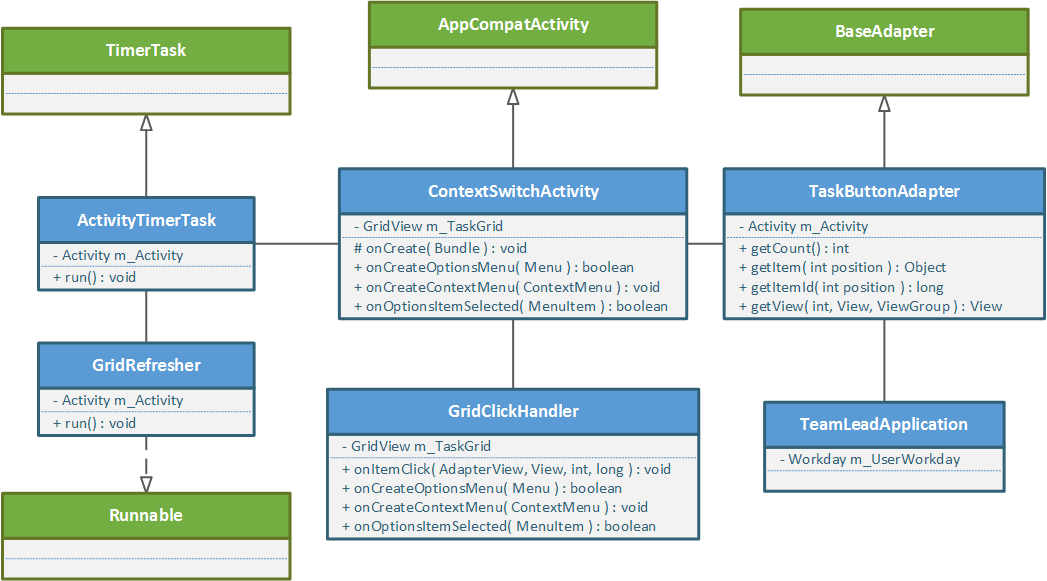 TimerTask
AppCompatActivity
BaseAdapter
ActivityTimerTask
- Activity m_Activity
+ run() : void
ContextSwitchActivity
- GridView m_TaskGrid
# onCreate( Bundle ) : void
+ onCreateOptionsMenu( Menu ) : boolean
+ onCreateContextMenu( ContextMenu ) : void
+ onOptionsItemSelected( MenuItem ) : boolean
TaskButtonAdapter
- Activity m_Activity
+ getCount() : int
+ getItem( int position ) : Object
+ getItemId( int position ) : long
+ getView( int, View, ViewGroup ) : View
GridRefresher
- Activity m_Activity
+ run() : void
GridClickHandler
- GridView m_TaskGrid
+ onItemClick( AdapterView, View, int, long ) : void
+ onCreateOptionsMenu( Menu ) : boolean
+ onCreateContextMenu( ContextMenu ) : void
+ onOptionsItemSelected( MenuItem ) : boolean
TeamLeadApplication
- Workday m_UserWorkday
Runnable